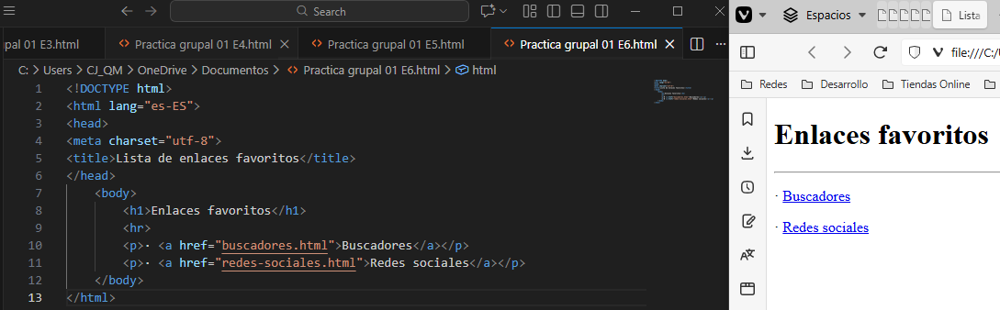 Search
pal 01 E3.html
Practica grupal 01 E4.html
Practica grupal 01 E5.html
Practica grupal 01 E6.html
C: > Users > CJ_QM > OneDrive > Documentos > Practica grupal 01 E6.html > html
1 <!DOCTYPE html>
2 <html lang="es-ES">
3 <head>
4 <meta charset="utf-8">
5 <title>Lista de enlaces favoritos</title>
6 </head>
7 <body>
8 <h1>Enlaces favoritos</h1>
9 <hr>
10 <p>· <a href="buscadores.html">Buscadores</a></p>
11 <p>· <a href="redes-sociales.html">Redes sociales</a></p>
12 </body>
13 </html>
Espacios
Lista
file:///C:/U
Redes
Desarrollo
Tiendas Online
Enlaces favoritos
· Buscadores
· Redes sociales